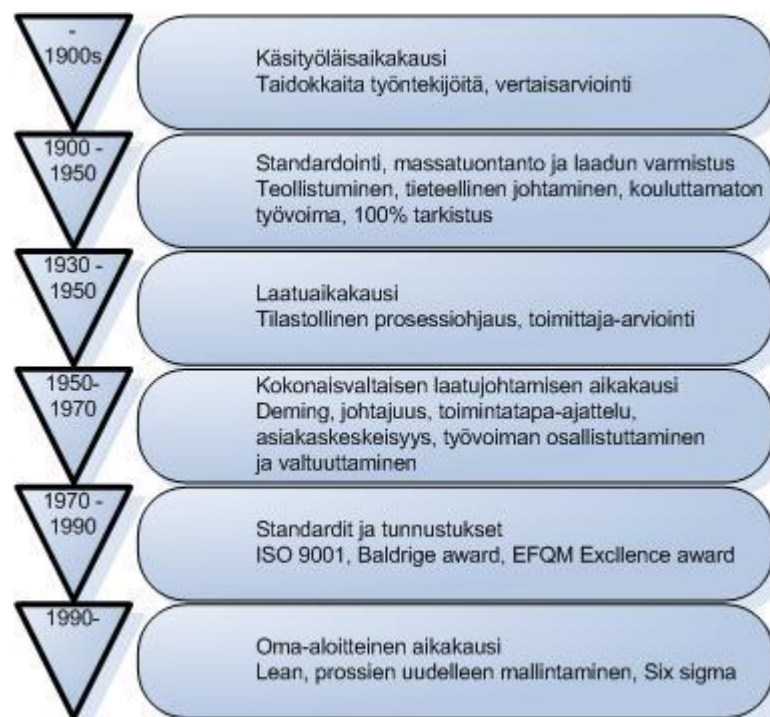 -
1900s
Käsityöläisaikakausi
Taidokkaita työntekijöitä, vertaisarviointi
1900 -
1950
Standardointi, massatuontanto ja laadun varmistus
Teollistuminen, tieteellinen johtaminen, kouluttamaton
työvoima, 100% tarkistus
1930 -
1950
Laatuaikakausi
Tilastollinen prosessiohjaus, toimittaja-arviointi
1950-
1970
Kokonaisvaltaisen laatujohtamisen aikakausi
Deming, johtajuus, toimintatapa-ajattelu,
asiakaskeskeisyys, työvoiman osallistuttaminen
ja valtuuttaminen
1970 -
1990
Standardit ja tunnustukset
ISO 9001, Baldrige award, EFQM Excllence award
1990-
Oma-aloitteinen aikakausi
Lean, prossien uudelleen mallintaminen, Six sigma